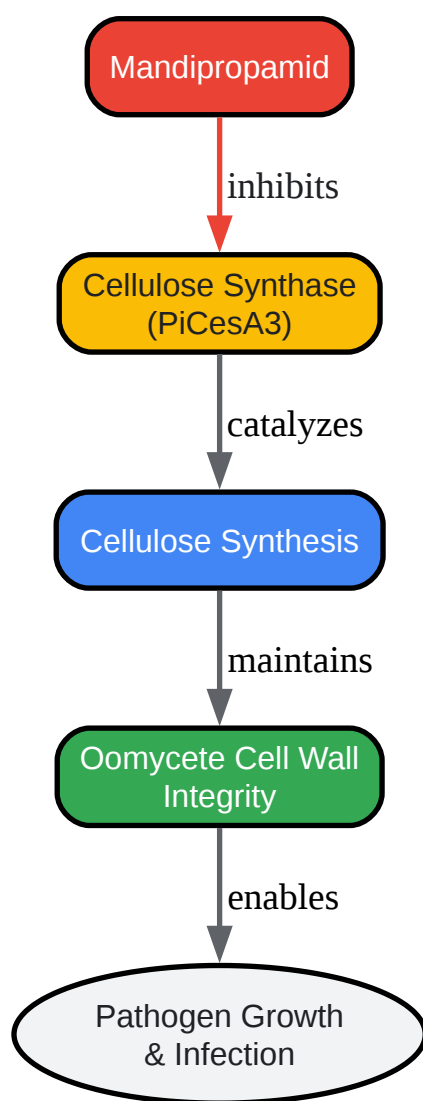 Mandipropamid
inhibits
Cellulose Synthase
(PiCesA3)
catalyzes
Cellulose Synthesis
maintains
Oomycete Cell Wall
Integrity
enables
Pathogen Growth
& Infection